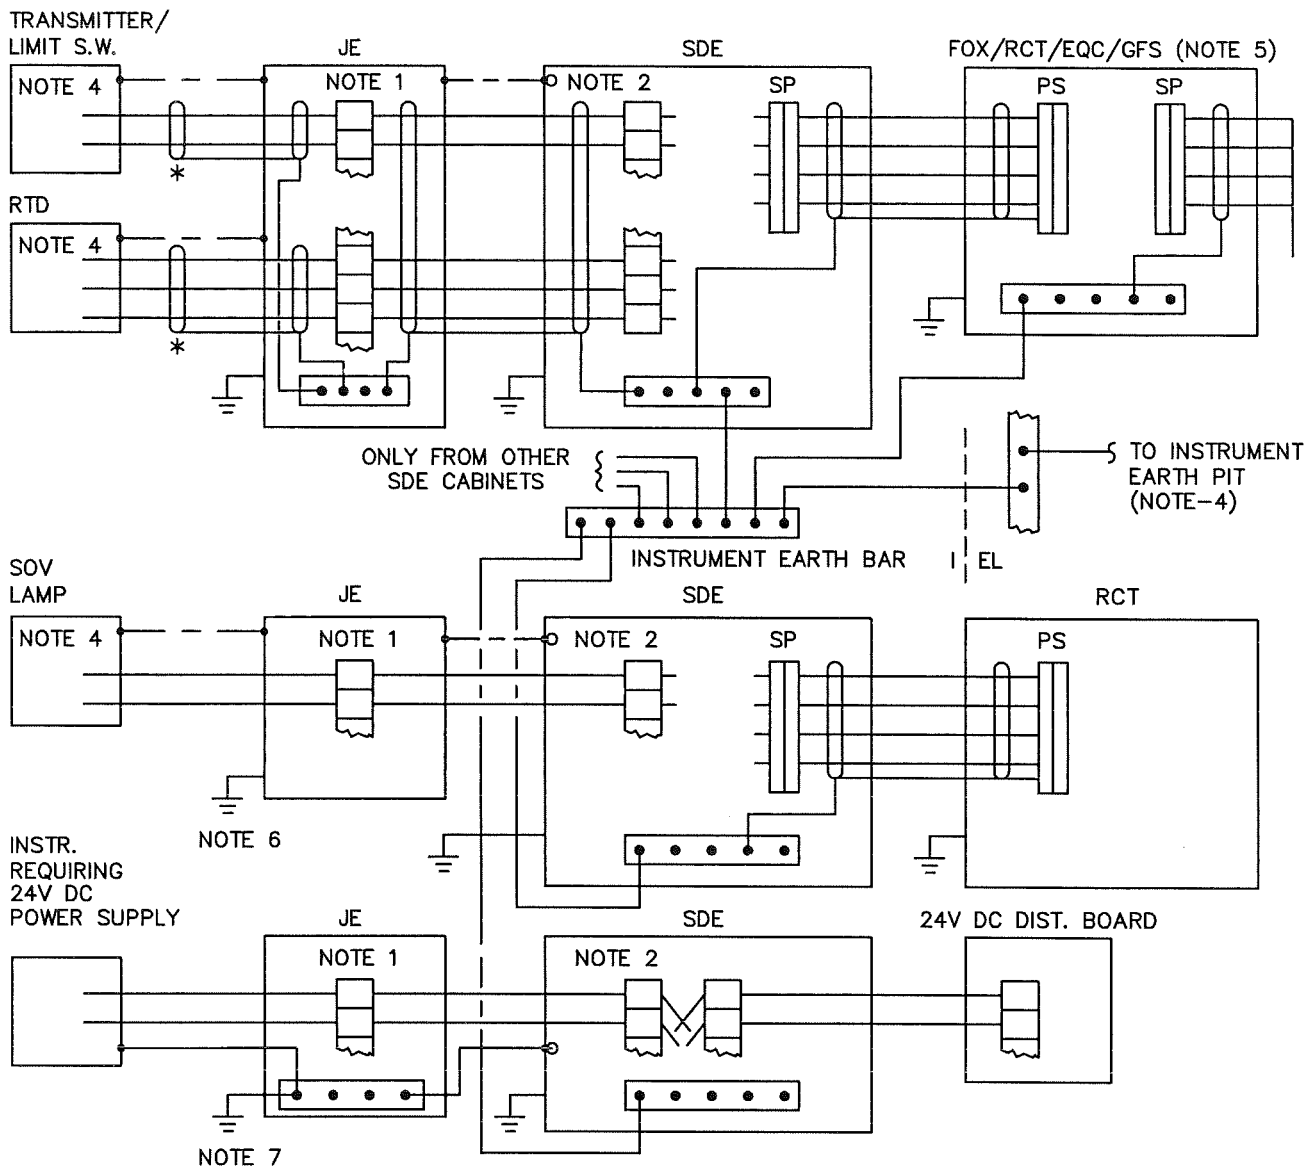 TRANSMITTER/
LIMIT S.W.
JE
SDE
FOX/RCT/EQC/GFS (NOTE 5)
NOTE 4
NOTE 1
NOTE 2
SP
PS
SP
*
RTD
NOTE 4
*
ONLY FROM OTHER
SDE CABINETS
TO INSTRUMENT
EARTH PIT
(NOTE-4)
INSTRUMENT EARTH BAR
I
EL
SOV
LAMP
JE
SDE
RCT
NOTE 4
NOTE 1
NOTE 2
SP
PS
NOTE 6
INSTR.
REQUIRING
24V DC
POWER SUPPLY
JE
SDE
24V DC DIST. BOARD
NOTE 1
NOTE 2
NOTE 7